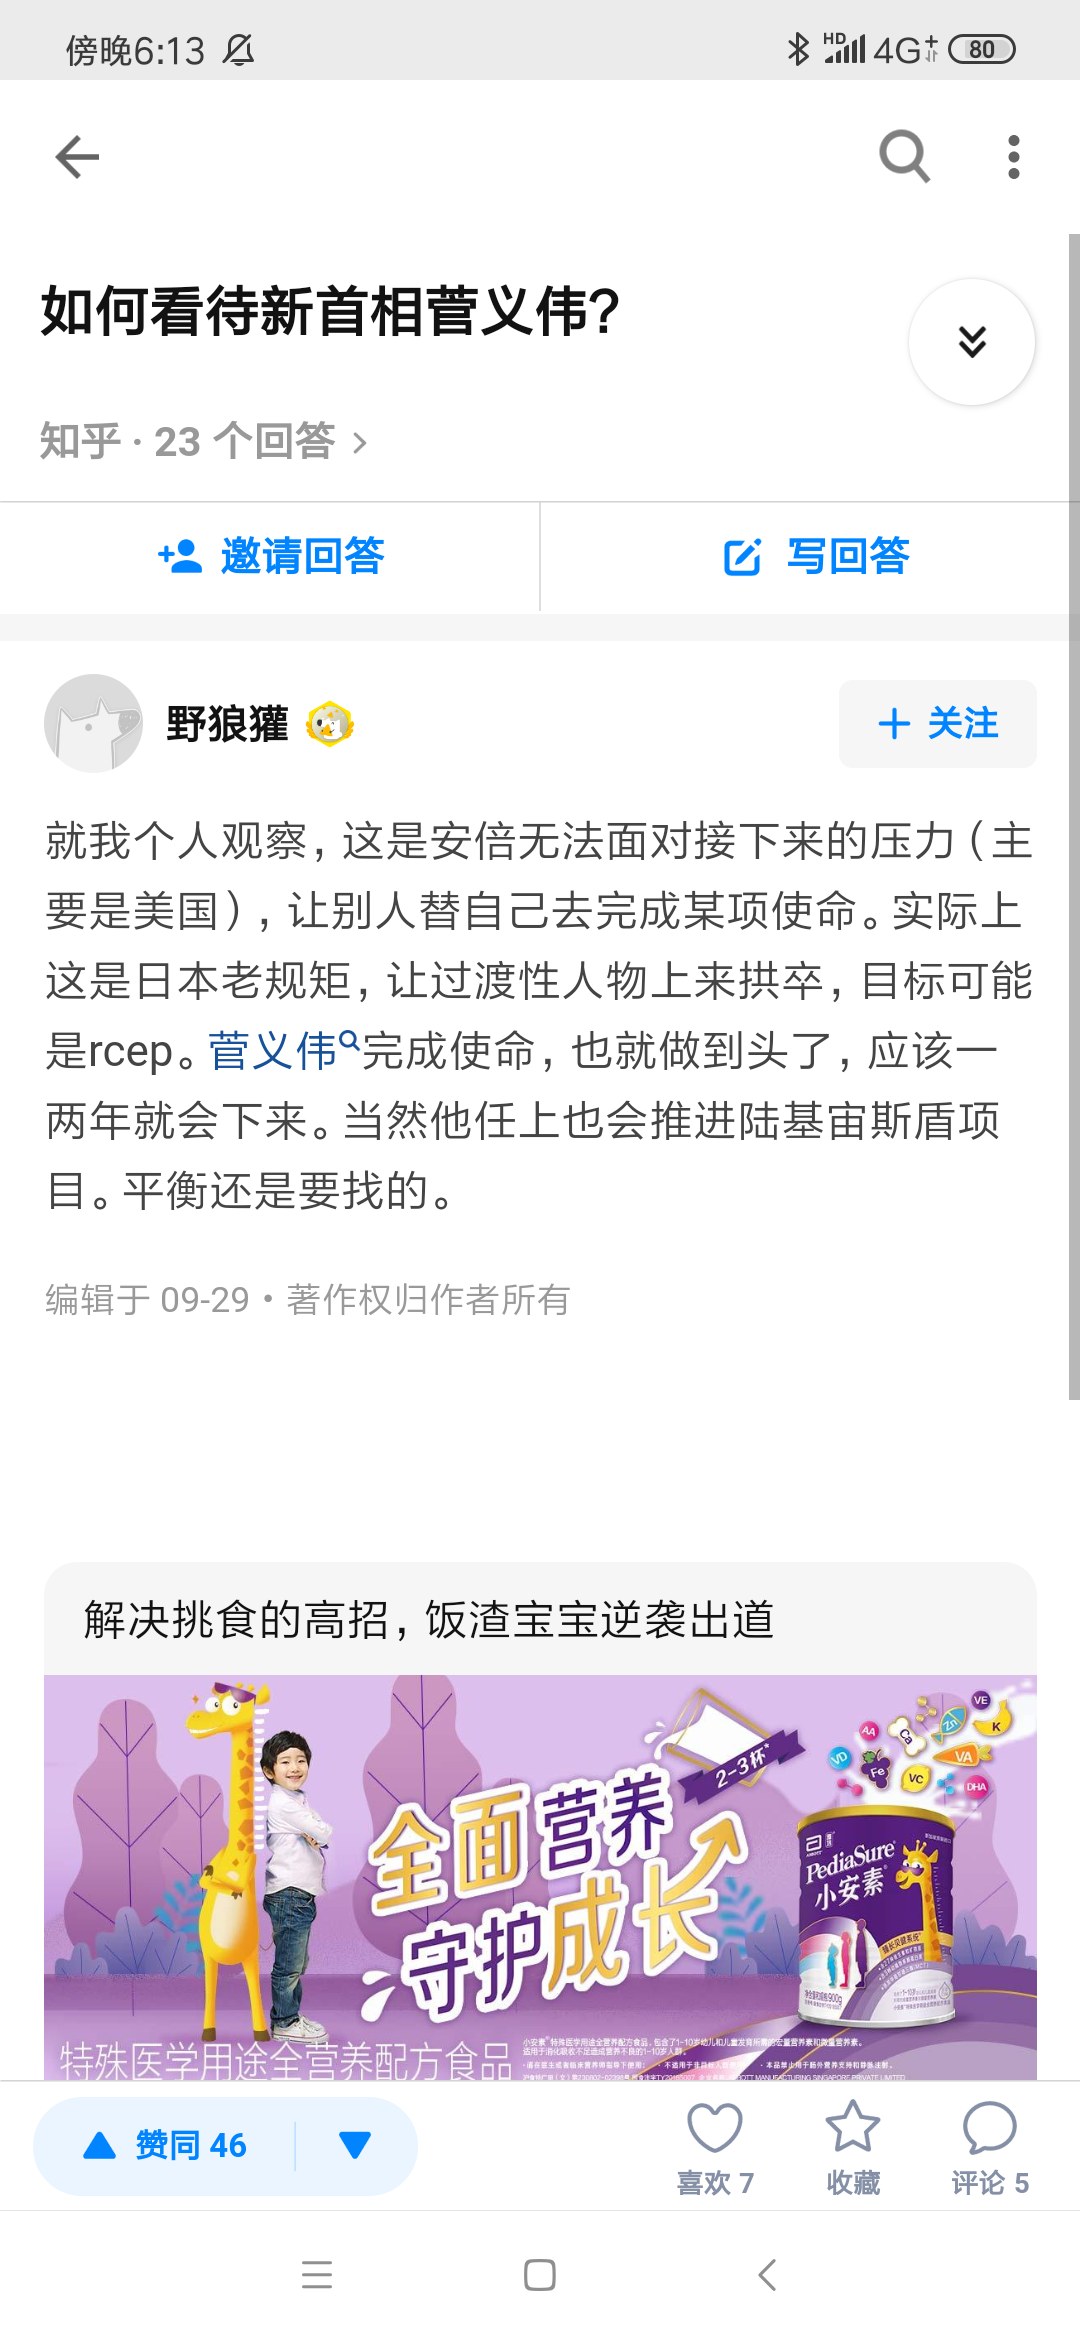 傍晚6:13
HD 4G+ 80
如何看待新首相菅义伟?
知乎 · 23 个回答 >
邀请回答
写回答
野狼獾
+ 关注
就我个人观察，这是安倍无法面对接下来的压力（主
要是美国），让别人替自己去完成某项使命。实际上
这是日本老规矩，让过渡性人物上来拱卒，目标可能
是rcep。菅义伟完成使命，也就做到头了，应该一
两年就会下来。当然他任上也会推进陆基宙斯盾项
目。平衡还是要找的。
编辑于 09-29 • 著作权归作者所有
解决挑食的高招，饭渣宝宝逆袭出道
2-3杯*
全面营养
守护成长
VE
K
Zn
Ca
AA
VD
Fe
VC
VA
DHA
PediaSure
小安素
900g
特殊医学用途全营养配方食品
赞同 46
喜欢 7
收藏
评论 5